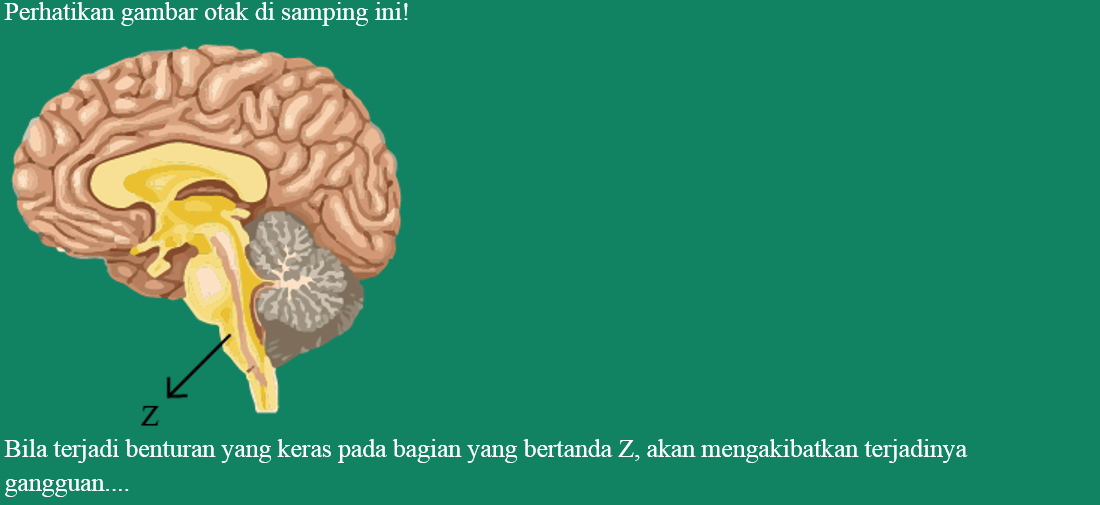 Perhatikan gambar otak di samping ini!
Z
Bila terjadi benturan yang keras pada bagian yang bertanda Z, akan mengakibatkan terjadinya
gangguan....